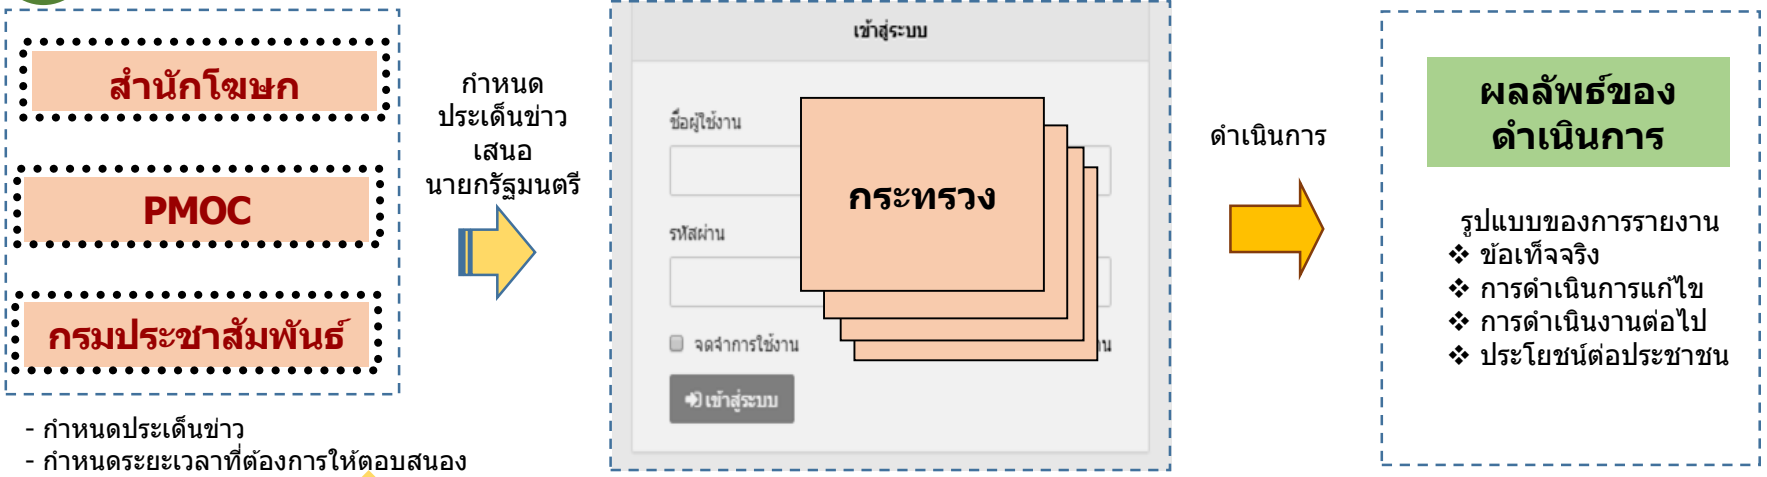 สำนักโฆษก
PMOC
กรมประชาสัมพันธ์
- กำหนดประเด็นข่าว
- กำหนดระยะเวลาที่ต้องการให้ตอบสนอง
กำหนด
ประเด็นข่าว
เสนอ
นายกรัฐมนตรี
เข้าสู่ระบบ
ชื่อผู้ใช้งาน
รหัสผ่าน
จดจำการใช้งาน
เข้าสู่ระบบ
กระทรวง
ดำเนินการ
ผลลัพธ์ของ
ดำเนินการ
รูปแบบของการรายงาน
❖ ข้อเท็จจริง
❖ การดำเนินการแก้ไข
❖ การดำเนินงานต่อไป
❖ ประโยชน์ต่อประชาชน